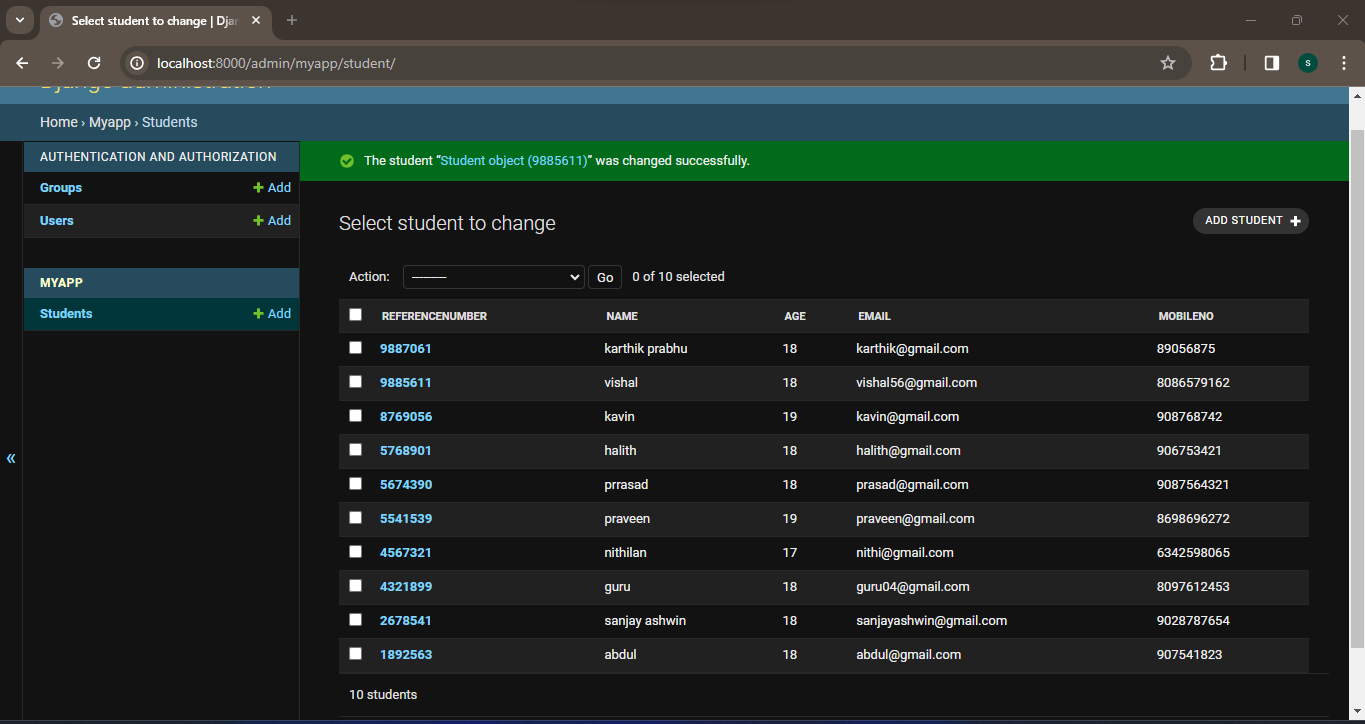 Select student to change | Dja
localhost:8000/admin/myapp/student/
S
Django administration
Home › Myapp › Students
AUTHENTICATION AND AUTHORIZATION
Groups + Add
Users + Add
MYAPP
Students + Add
«
The student “Student object (9885611)” was changed successfully.
Select student to change
ADD STUDENT +
Action: --------- Go 0 of 10 selected
REFERENCENUMBER NAME AGE EMAIL MOBILENO
9887061 karthik prabhu 18 karthik@gmail.com 89056875
9885611 vishal 18 vishal56@gmail.com 8086579162
8769056 kavin 19 kavin@gmail.com 908768742
5768901 halith 18 halith@gmail.com 906753421
5674390 prrasad 18 prasad@gmail.com 9087564321
5541539 praveen 19 praveen@gmail.com 8698696272
4567321 nithilan 17 nithi@gmail.com 6342598065
4321899 guru 18 guru04@gmail.com 8097612453
2678541 sanjay ashwin 18 sanjayashwin@gmail.com 9028787654
1892563 abdul 18 abdul@gmail.com 907541823
10 students